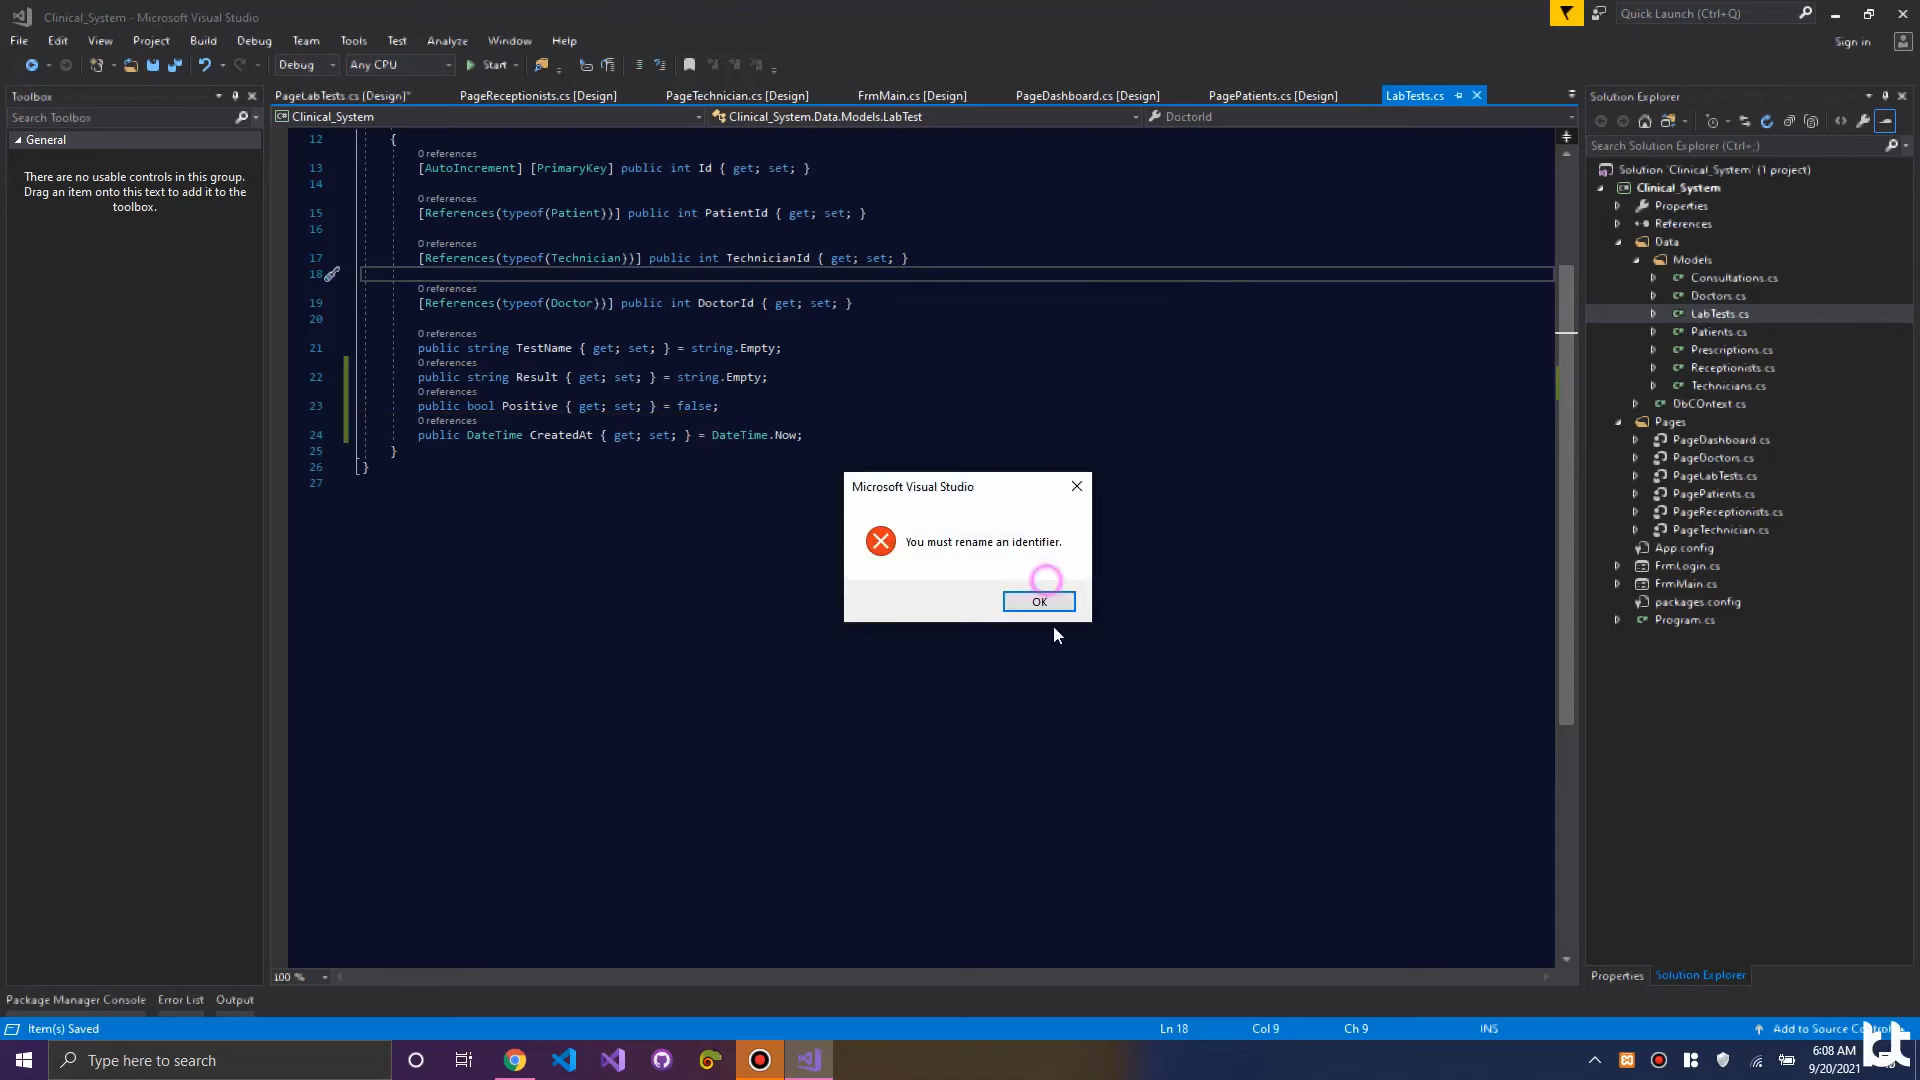 Clinical_System - Microsoft Visual Studio
Quick Launch (Ctrl+Q)
File Edit View Project Build Debug Team Tools Test Analyze Window Help
Sign in
Debug Any CPU Start
Toolbox
Search Toolbox
General
There are no usable controls in this group.
Drag an item onto this text to add it to the
toolbox.
PageLabTests.cs [Design]* PageReceptionists.cs [Design] PageTechnician.cs [Design] FrmMain.cs [Design] PageDashboard.cs [Design] PagePatients.cs [Design] LabTests.cs
Clinical_System Clinical_System.Data.Models.LabTest DoctorId
12 {
0 references
13 [AutoIncrement] [PrimaryKey] public int Id { get; set; }
14
0 references
15 [References(typeof(Patient))] public int PatientId { get; set; }
16
0 references
17 [References(typeof(Technician))] public int TechnicianId { get; set; }
18
0 references
19 [References(typeof(Doctor))] public int DoctorId { get; set; }
20
0 references
21 public string TestName { get; set; } = string.Empty;
0 references
22 public string Result { get; set; } = string.Empty;
0 references
23 public bool Positive { get; set; } = false;
0 references
24 public DateTime CreatedAt { get; set; } = DateTime.Now;
25 }
26 }
27
Microsoft Visual Studio
You must rename an identifier.
OK
100 %
Solution Explorer
Search Solution Explorer (Ctrl+;)
Solution 'Clinical_System' (1 project)
Clinical_System
Properties
References
Data
Models
Consultations.cs
Doctors.cs
LabTests.cs
Patients.cs
Prescriptions.cs
Receptionists.cs
Technicians.cs
DbCOntext.cs
Pages
PageDashboard.cs
PageDoctors.cs
PageLabTests.cs
PagePatients.cs
PageReceptionists.cs
PageTechnician.cs
App.config
FrmLogin.cs
FrmMain.cs
packages.config
Program.cs
Properties Solution Explorer
Package Manager Console Error List Output
Item(s) Saved Ln 18 Col 9 Ch 9 INS Add to Source
Type here to search
6:08 AM
9/20/2021